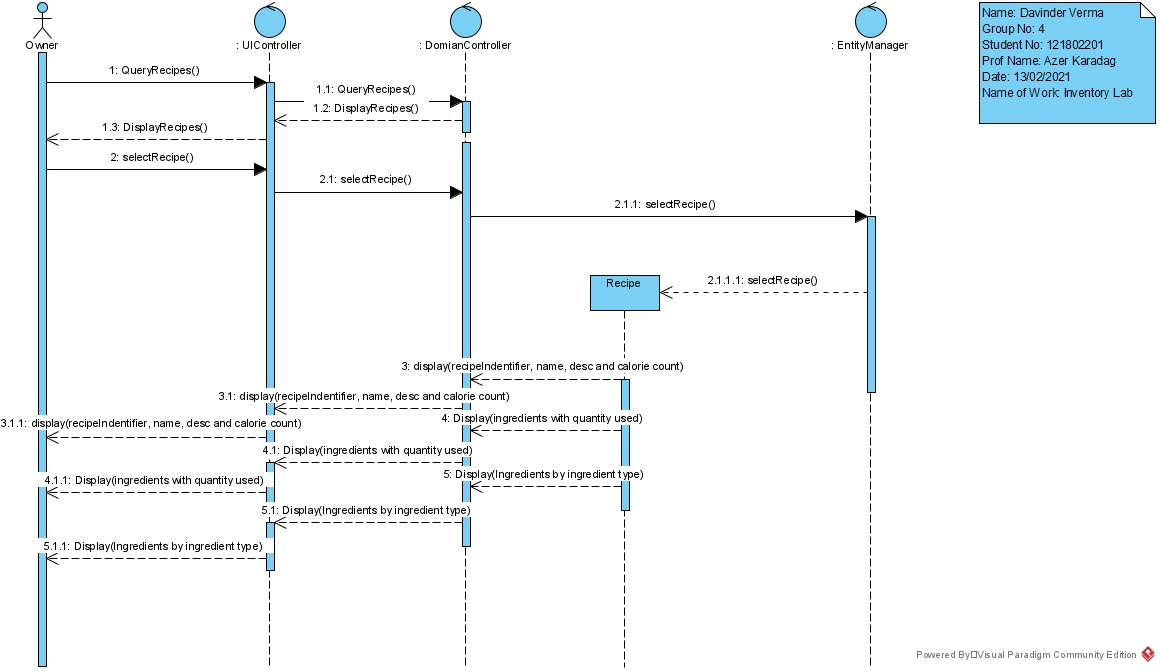 Name: Davinder Verma
Group No: 4
Student No: 121802201
Prof Name: Azer Karadag
Date: 13/02/2021
Name of Work: Inventory Lab
Owner
: UIController
: DomianController
: EntityManager
1: QueryRecipes()
1.1: QueryRecipes()
1.2: DisplayRecipes()
1.3: DisplayRecipes()
2: selectRecipe()
2.1: selectRecipe()
2.1.1: selectRecipe()
2.1.1.1: selectRecipe()
Recipe
3: display(recipeIndentifier, name, desc and calorie count)
3.1: display(recipeIndentifier, name, desc and calorie count)
3.1.1: display(recipeIndentifier, name, desc and calorie count)
4: Display(ingredients with quantity used)
4.1: Display(ingredients with quantity used)
4.1.1: Display(ingredients with quantity used)
5: Display(Ingredients by ingredient type)
5.1: Display(Ingredients by ingredient type)
5.1.1: Display(Ingredients by ingredient type)
Powered By Visual Paradigm Community Edition